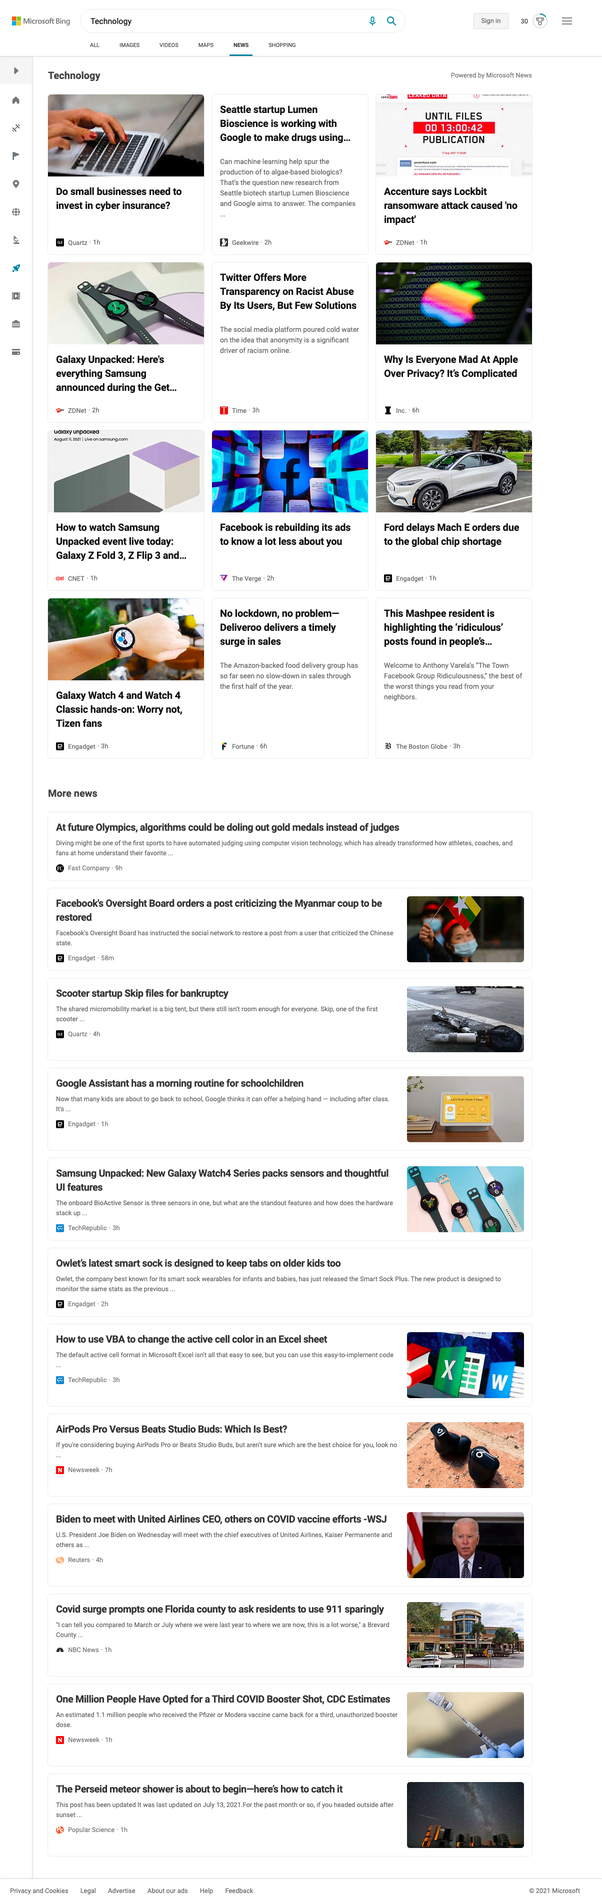 Microsoft Bing
Technology
Sign in
30
ALL IMAGES VIDEOS MAPS NEWS SHOPPING
Technology
Powered by Microsoft News
Do small businesses need to
invest in cyber insurance?
Quartz · 1h
Seattle startup Lumen
Bioscience is working with
Google to make drugs using…
Can machine learning help spur the
production of to algae-based biologics?
That's the question new research from
Seattle biotech startup Lumen Bioscience
and Google aims to answer. The companies
...
Geekwire · 2h
LEAKED DATA
UNTIL FILES
0D 13:00:42
PUBLICATION
Accenture says Lockbit
ransomware attack caused 'no
impact'
ZDNet · 1h
Galaxy Unpacked: Here's
everything Samsung
announced during the Get…
ZDNet · 2h
Twitter Offers More
Transparency on Racist Abuse
By Its Users, But Few Solutions
The social media platform poured cold water
on the idea that anonymity is a significant
driver of racism online.
Time · 3h
Why Is Everyone Mad At Apple
Over Privacy? It's Complicated
Inc. · 6h
Galaxy Unpacked
August 11, 2021 | Live on samsung.com
How to watch Samsung
Unpacked event live today:
Galaxy Z Fold 3, Z Flip 3 and…
CNET · 1h
Facebook is rebuilding its ads
to know a lot less about you
The Verge · 2h
Ford delays Mach E orders due
to the global chip shortage
Engadget · 1h
Galaxy Watch 4 and Watch 4
Classic hands-on: Worry not,
Tizen fans
Engadget · 3h
No lockdown, no problem—
Deliveroo delivers a timely
surge in sales
The Amazon-backed food delivery group has
so far seen no slow-down in sales through
the first half of the year.
Fortune · 6h
This Mashpee resident is
highlighting the ‘ridiculous’
posts found in people’s…
Welcome to Anthony Varela's "The Town
Facebook Group Ridiculousness," the best of
the worst things you read from your
neighbors.
The Boston Globe · 3h
More news
At future Olympics, algorithms could be doling out gold medals instead of judges
Diving might be one of the first sports to have automated judging using computer vision technology, which has already transformed how athletes, coaches, and
fans at home understand their favorite ...
Fast Company · 9h
Facebook's Oversight Board orders a post criticizing the Myanmar coup to be
restored
Facebook's Oversight Board has instructed the social network to restore a post from a user that criticized the Chinese
state.
Engadget · 58m
Scooter startup Skip files for bankruptcy
The shared micromobility market is a big tent, but there still isn't room enough for everyone. Skip, one of the first
scooter ...
Quartz · 4h
Google Assistant has a morning routine for schoolchildren
Now that many kids are about to go back to school, Google thinks it can offer a helping hand — including after class.
It's ...
Engadget · 1h
Samsung Unpacked: New Galaxy Watch4 Series packs sensors and thoughtful
UI features
The onboard BioActive Sensor is three sensors in one, but what are the standout features and how does the hardware
stack up ...
TechRepublic · 3h
Owlet's latest smart sock is designed to keep tabs on older kids too
Owlet, the company best known for its smart sock wearables for infants and babies, has just released the Smart Sock Plus. The new product is designed to
monitor the same stats as the previous ...
Engadget · 2h
How to use VBA to change the active cell color in an Excel sheet
The default active cell format in Microsoft Excel isn't all that easy to see, but you can use this easy-to-implement code
...
TechRepublic · 3h
AirPods Pro Versus Beats Studio Buds: Which Is Best?
If you're considering buying AirPods Pro or Beats Studio Buds, but aren't sure which are the best choice for you, look no
...
Newsweek · 7h
Biden to meet with United Airlines CEO, others on COVID vaccine efforts -WSJ
U.S. President Joe Biden on Wednesday will meet with the chief executives of United Airlines, Kaiser Permanente and
others as ...
Reuters · 4h
Covid surge prompts one Florida county to ask residents to use 911 sparingly
"I can tell you compared to March or July where we were last year to where we are now, this is a lot worse," a Brevard
County ...
NBC News · 1h
One Million People Have Opted for a Third COVID Booster Shot, CDC Estimates
An estimated 1.1 million people who received the Pfizer or Modera vaccine came back for a third, unauthorized booster
dose.
Newsweek · 1h
The Perseid meteor shower is about to begin—here's how to catch it
This post has been updated It was last updated on July 13, 2021.For the past month or so, if you headed outside after
sunset ...
Popular Science · 1h
Privacy and Cookies Legal Advertise About our ads Help Feedback
© 2021 Microsoft